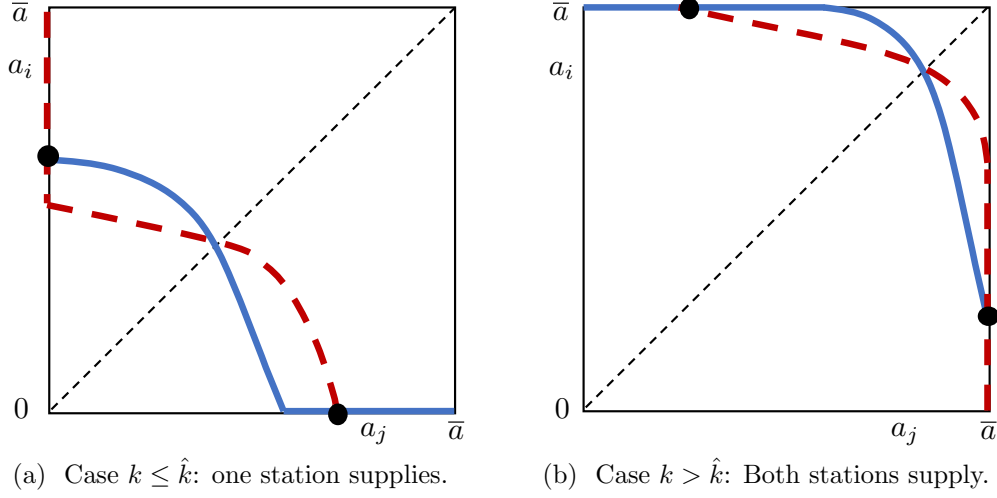 a̅
a_i
0
a_j
a̅
(a) Case k ≤ k̂: one station supplies.
a̅
a_i
0
a_j
a̅
(b) Case k > k̂: Both stations supply.